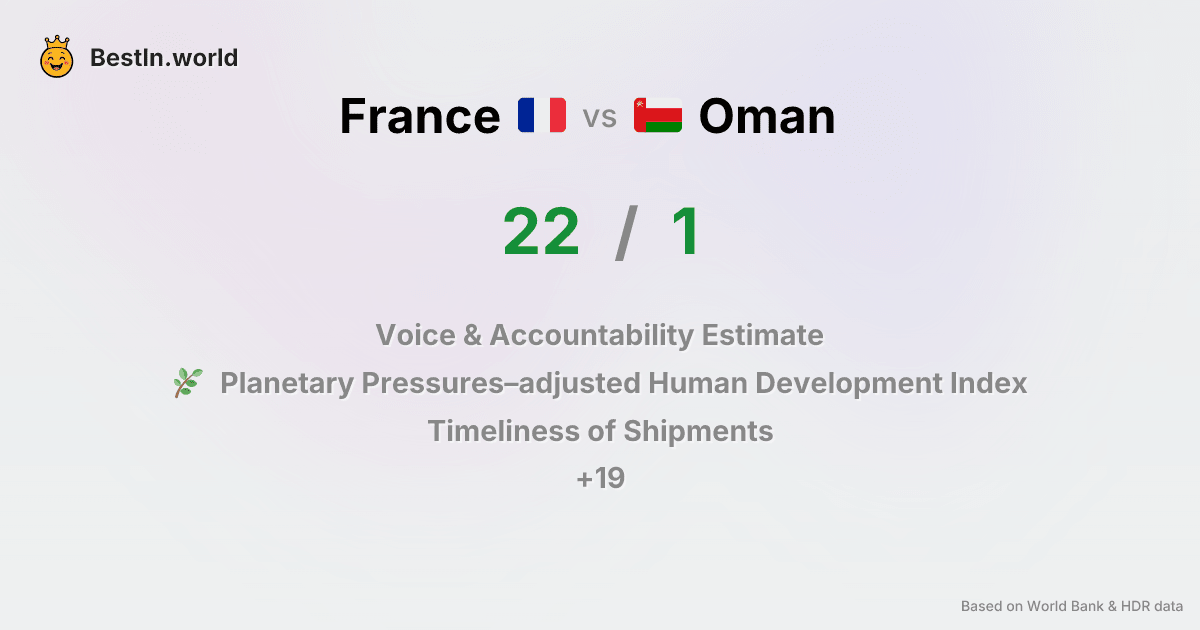 BestIn.world
France vs Oman
22 / 1
Voice & Accountability Estimate
Planetary Pressures–adjusted Human Development Index
Timeliness of Shipments
+19
Based on World Bank & HDR data